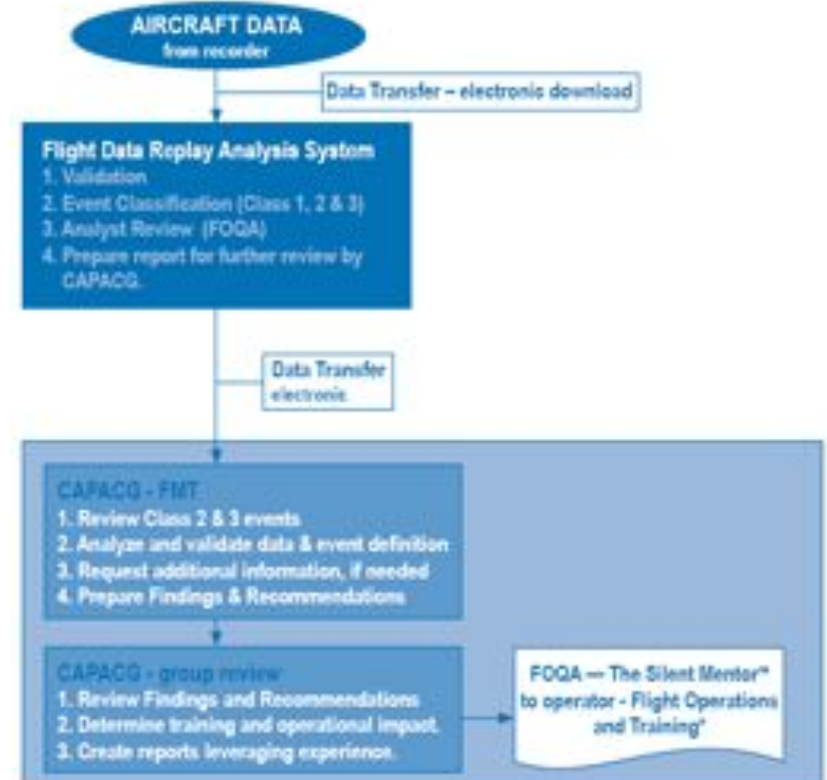 AIRCRAFT DATA
from recorder
Data Transfer – electronic download
Flight Data Replay Analysis System
1. Validation
2. Event Classification (Class 1, 2 & 3)
3. Analyst Review (FOQA)
4. Prepare report for further review by
CAPACG.
Data Transfer
electronic
CAPACG - FMT
1. Review Class 2 & 3 events
2. Analyze and validate data & event definition
3. Request additional information, if needed
4. Prepare Findings & Recommendations
CAPACG - group review
1. Review Findings and Recommendations
2. Determine training and operational impact.
3. Create reports leveraging experience.
FOQA — The Silent Mentor™
to operator - Flight Operations
and Training*